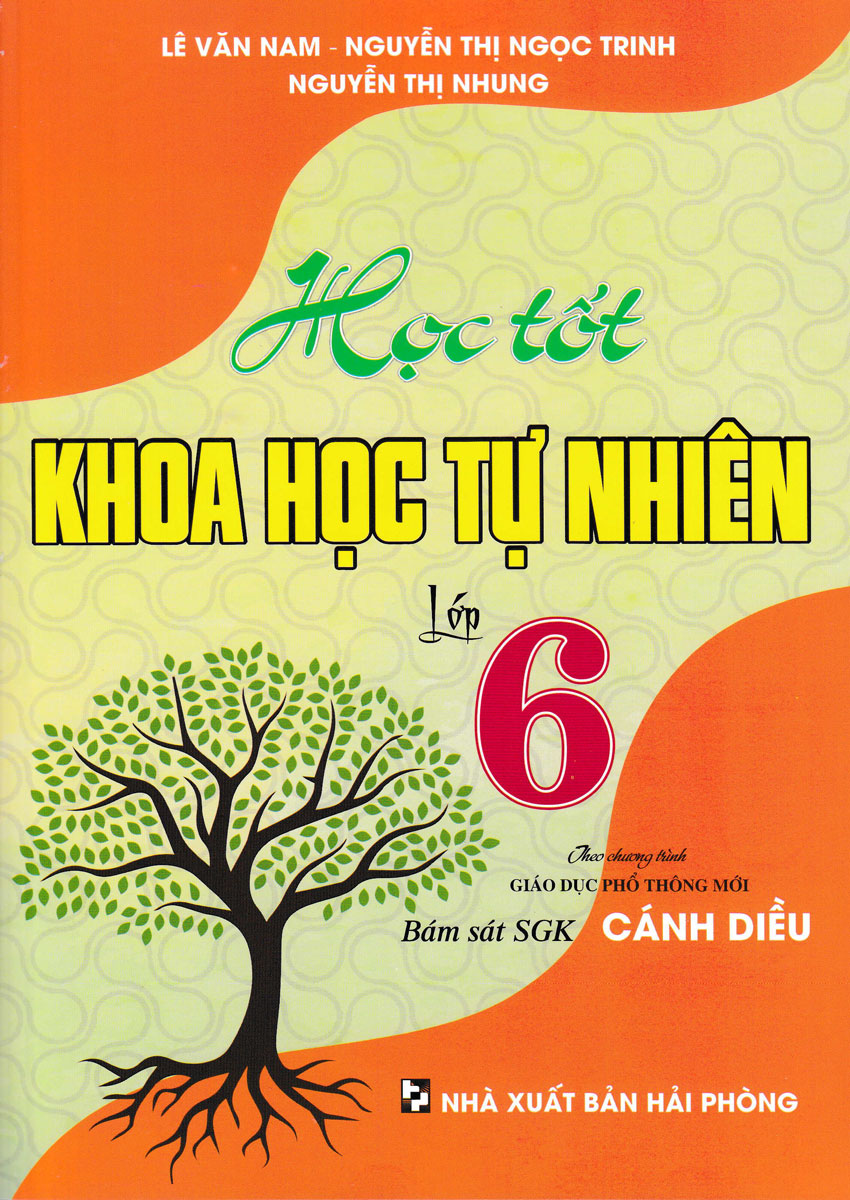 LÊ VĂN NAM - NGUYỄN THỊ NGỌC TRINH
NGUYỄN THỊ NHUNG
Học tốt
KHOA HỌC TỰ NHIÊN
Lớp
6
Theo chương trình
GIÁO DỤC PHỔ THÔNG MỚI
Bám sát SGK CÁNH DIỀU
NHÀ XUẤT BẢN HẢI PHÒNG